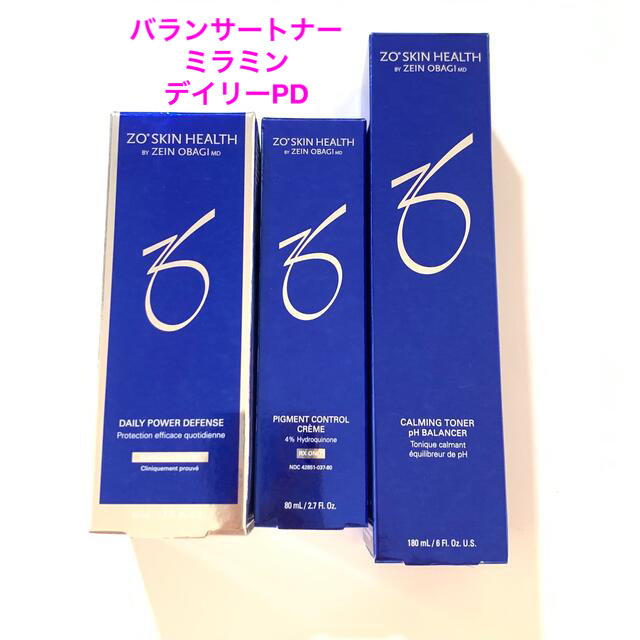 バランサートナー
ミラミン
デイリーPD
ZO® SKIN HEALTH
BY ZEIN OBAGI MD
DAILY POWER DEFENSE
Protection efficace quotidienne
Cliniquement prouvé
ZO® SKIN HEALTH
BY ZEIN OBAGI MD
PIGMENT CONTROL
CRÈME
4% Hydroquinone
RX ONLY
NDC 42851-037-80
80 mL / 2.7 Fl. Oz.
ZO® SKIN HEALTH
BY ZEIN OBAGI MD
CALMING TONER
pH BALANCER
Tonique calmant
équilibreur de pH
180 mL / 6 Fl. Oz. U.S.